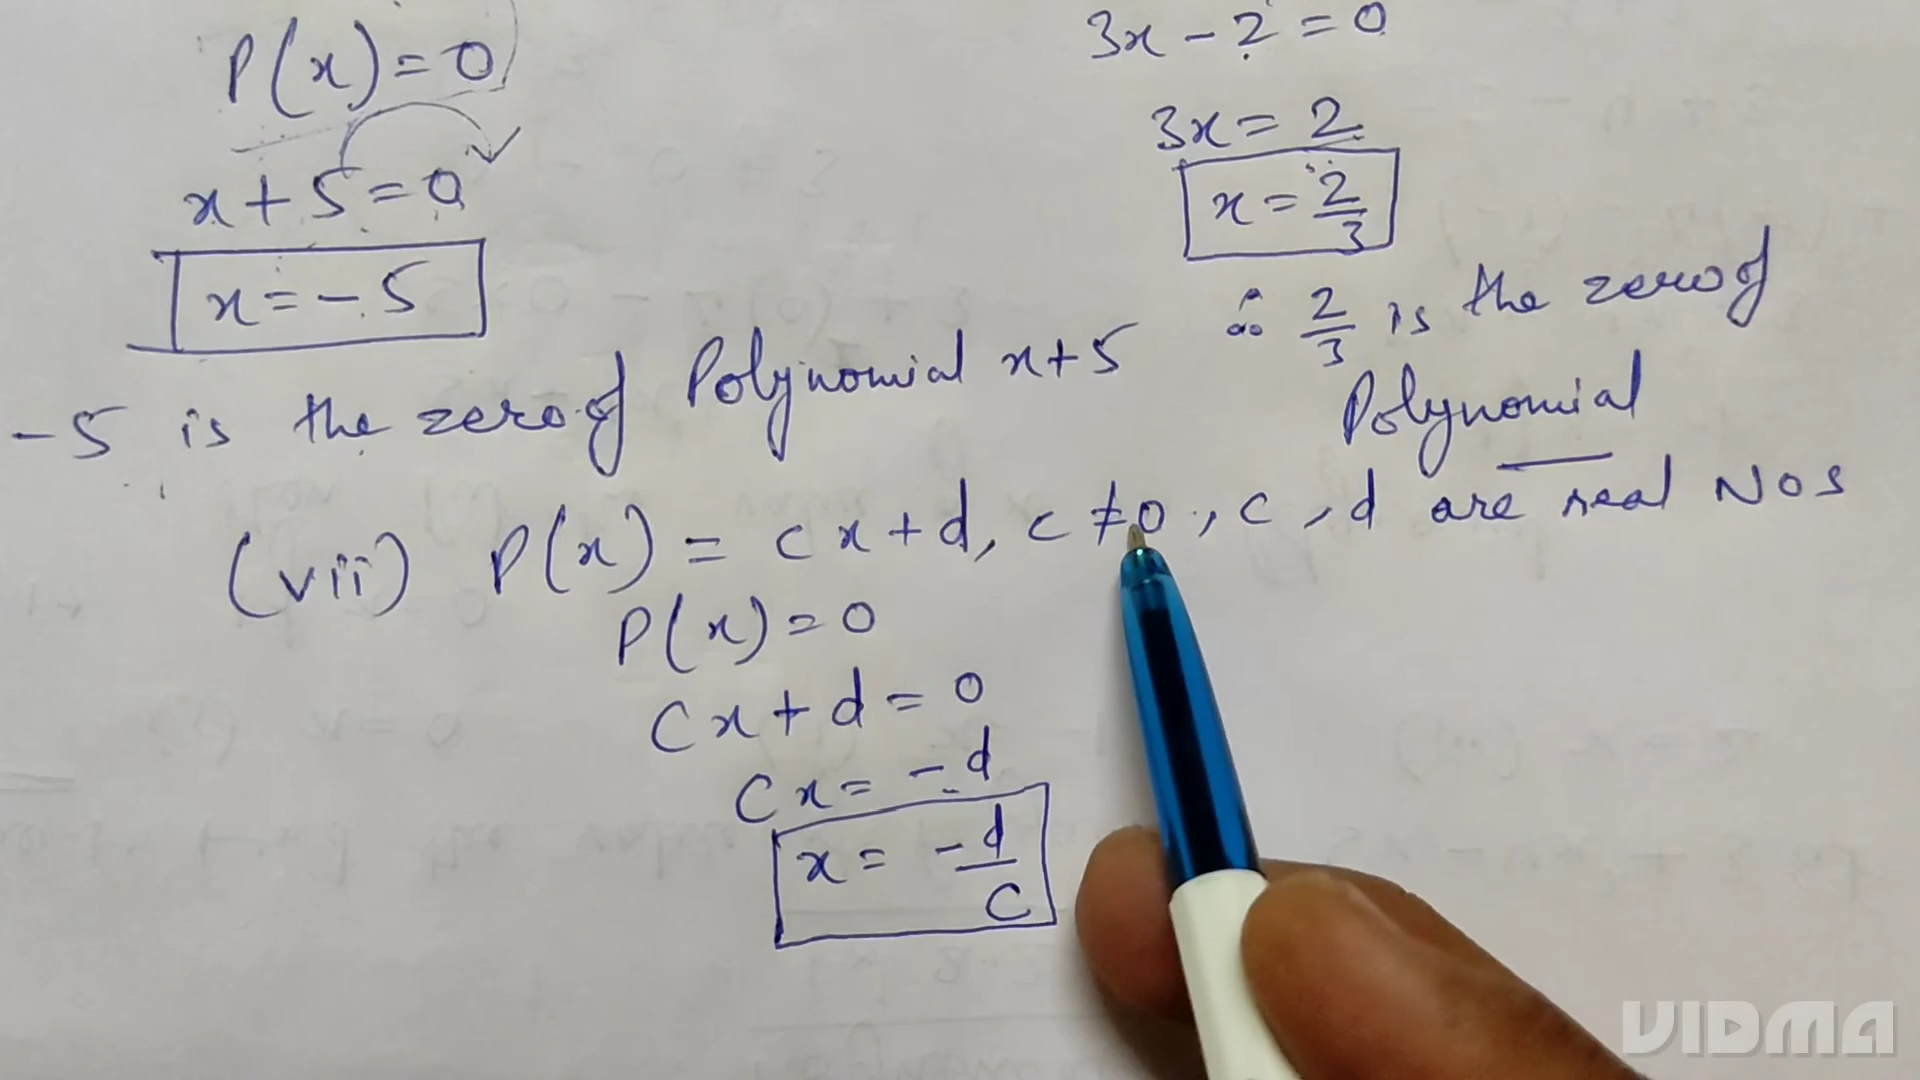 P(x)=0
x+5=0
x=-5
-5 is the zero of Polynomial x+5
3x-2=0
3x=2
x=2/3
∴ 2/3 is the zero of
Polynomial
(vii) P(x) = cx+d, c≠0, c, d are real NOS
P(x)=0
Cx+d=0
Cx=-d
x=-d/C
VIDMA